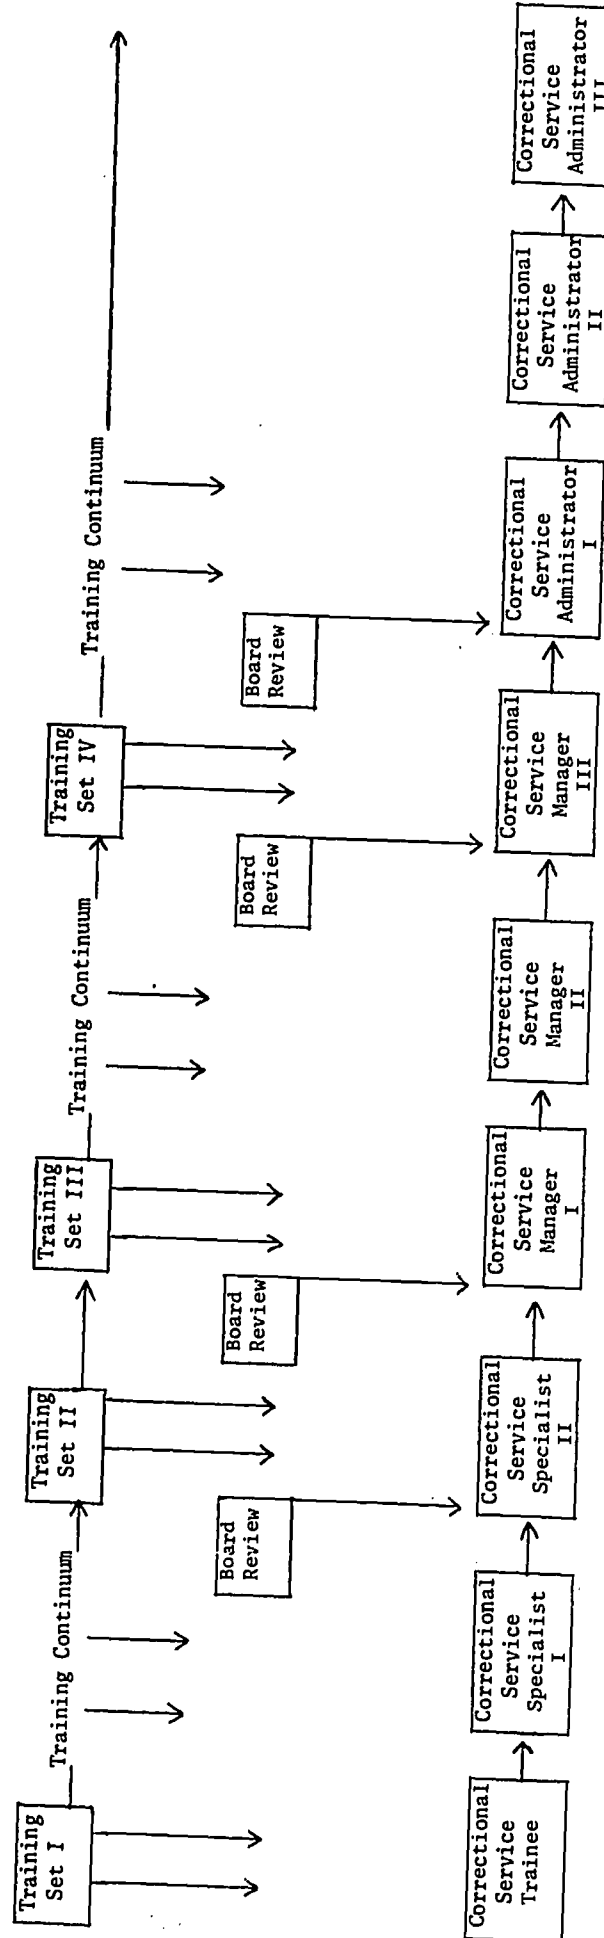 Training
Set I
Training Continuum
Training
Set II
Training
Set III
Training Continuum
Training
Set IV
Training Continuum
Board
Review
Board
Review
Board
Review
Board
Review
Correctional
Service
Trainee
Correctional
Service
Specialist
I
Correctional
Service
Specialist
II
Correctional
Service
Manager
I
Correctional
Service
Manager
II
Correctional
Service
Manager
III
Correctional
Service
Administrator
I
Correctional
Service
Administrator
II
Correctional
Service
Administrator
III